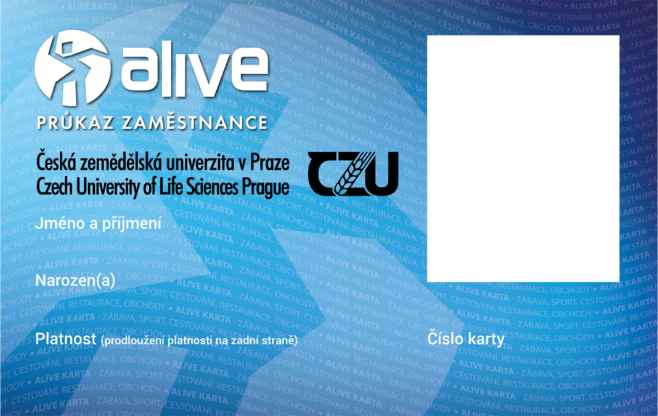 alive
PRŮKAZ ZAMĚSTNANCE
Česká zemědělská univerzita v Praze
Czech University of Life Sciences Prague
CZU
Jméno a příjmení
Narozen(a)
Platnost (prodloužení platnosti na zadní straně)
Číslo karty